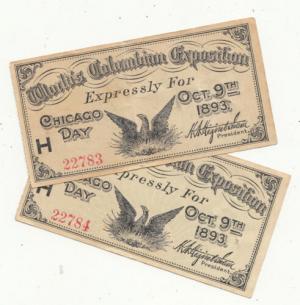 World's Columbian Exposition
Expressly For
Chicago Day
Oct. 9th 1893.
H
22783
President.
Exposition
pressly For
Chicago Day
Oct. 9th 1893.
H
22784
President.